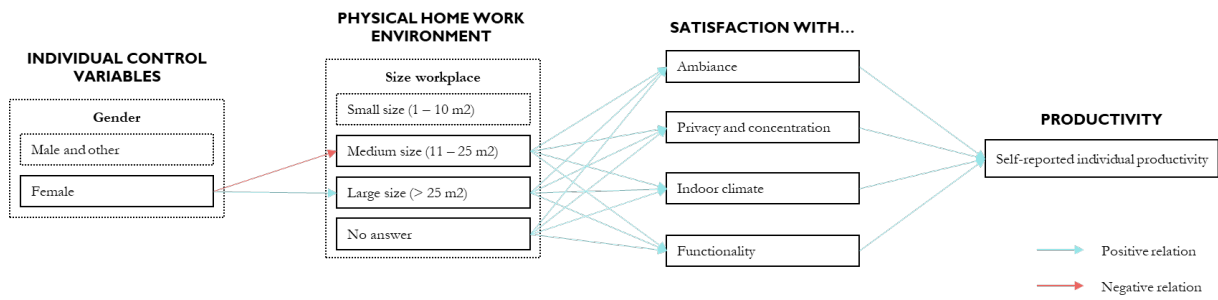 INDIVIDUAL CONTROL
VARIABLES
Gender
Male and other
Female
PHYSICAL HOME WORK
ENVIRONMENT
Size workplace
Small size (1 – 10 m2)
Medium size (11 – 25 m2)
Large size (> 25 m2)
No answer
SATISFACTION WITH...
Ambiance
Privacy and concentration
Indoor climate
Functionality
PRODUCTIVITY
Self-reported individual productivity
Positive relation
Negative relation